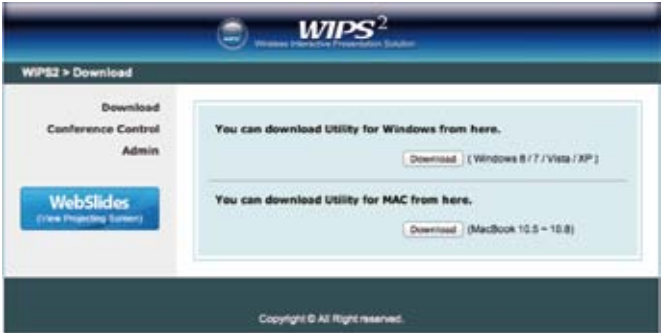 WiPS
WIPS2
Wireless Interactive Presentation Solution
WiPS2 > Download
Download
Conference Control
Admin
WebSlides
(View Projecting Screen)
You can download Utility for Windows from here.
Download ( Windows 8 / 7 / Vista / XP )
You can download Utility for MAC from here.
Download (MacBook 10.5 ~ 10.8)
Copyright © All Right reserved.